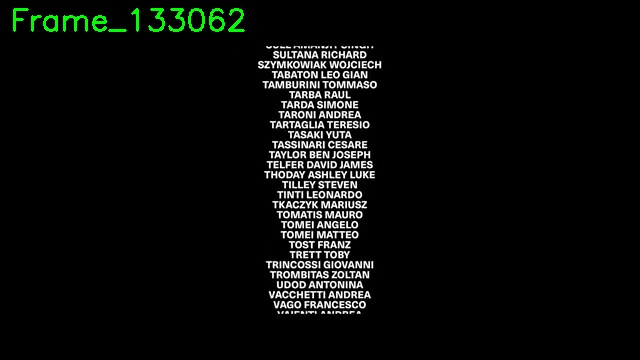 Frame_133062
SULTANA RICHARD
SZYMKOWIAK WOJCIECH
TABATON LEO GIAN
TAMBURINI TOMMASO
TARBA RAUL
TARDA SIMONE
TARONI ANDREA
TARTAGLIA TERESIO
TASAKI YUTA
TASSINARI CESARE
TAYLOR BEN JOSEPH
TELFER DAVID JAMES
THODAY ASHLEY LUKE
TILLEY STEVEN
TINTI LEONARDO
TKACZYK MARIUSZ
TOMATIS MAURO
TOMEI ANGELO
TOMEI MATTEO
TOST FRANZ
TRETT TOBY
TRINCOSSI GIOVANNI
TROMBITAS ZOLTAN
UDOD ANTONINA
VACCHETTI ANDREA
VAGO FRANCESCO